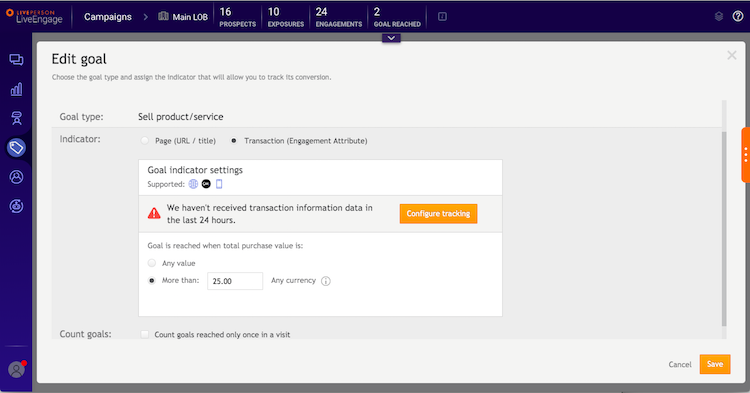 LIVEPERSON
LiveEngage
Campaigns
Main LOB
16
PROSPECTS
10
EXPOSURES
24
ENGAGEMENTS
2
GOAL REACHED
Edit goal
Choose the goal type and assign the indicator that will allow you to track its conversion.
Goal type: Sell product/service
Indicator: Page (URL / title) Transaction (Engagement Attribute)
Goal indicator settings
Supported:
We haven't received transaction information data in
the last 24 hours.
Configure tracking
Goal is reached when total purchase value is:
Any value
More than: 25.00 Any currency
Count goals: Count goals reached only once in a visit
Cancel Save